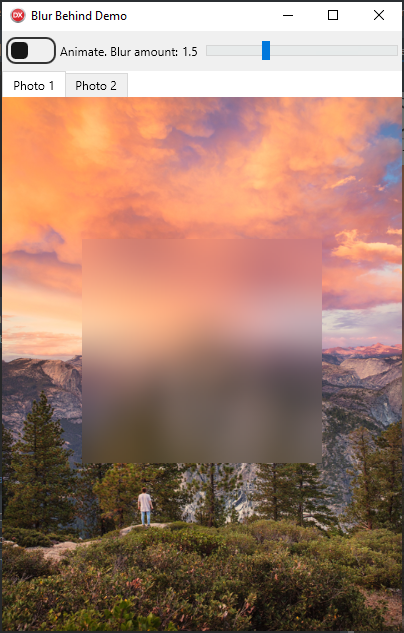 DX Blur Behind Demo
Animate. Blur amount: 1.5
Photo 1 Photo 2